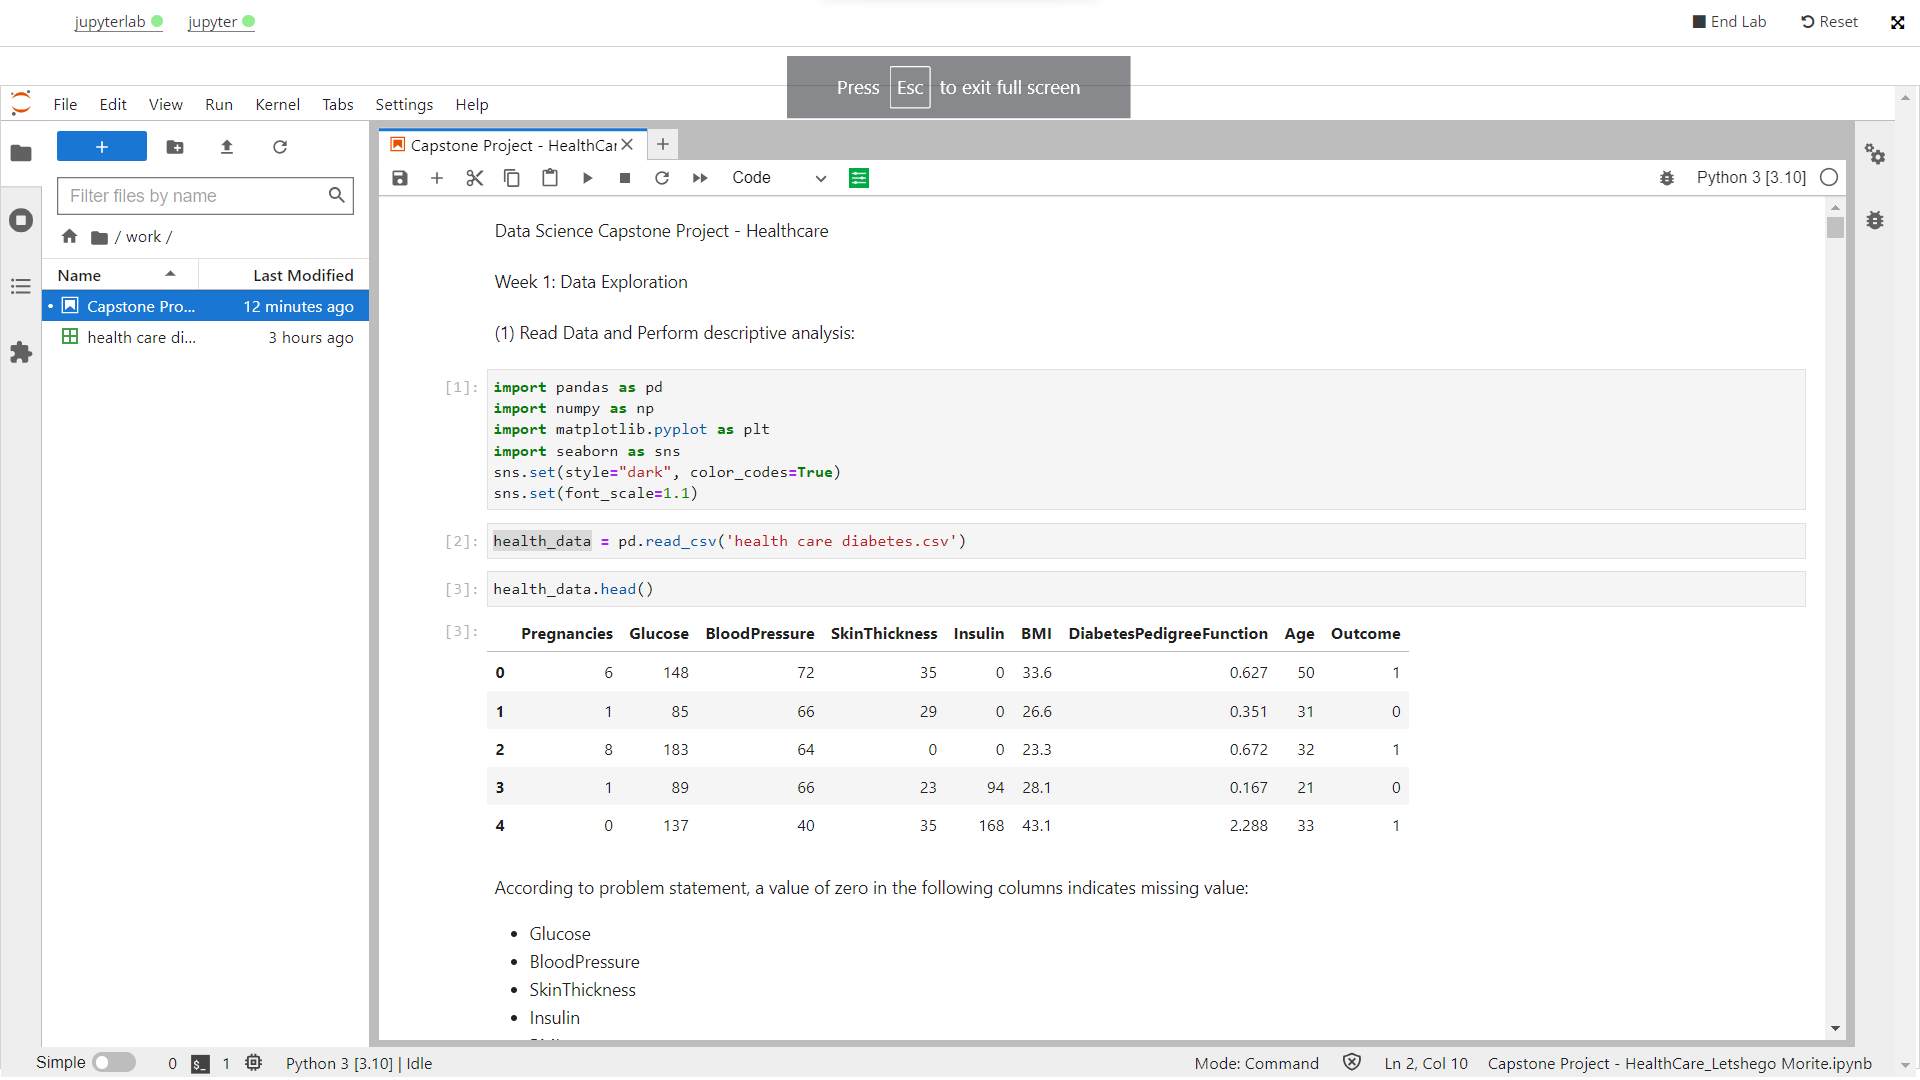 jupyterlab jupyter End Lab Reset
Press Esc to exit full screen
File Edit View Run Kernel Tabs Settings Help
Capstone Project - HealthCar
Code Python 3 [3.10]
Filter files by name
/ work /
Name Last Modified
Capstone Pro... 12 minutes ago
health care di... 3 hours ago
Data Science Capstone Project - Healthcare
Week 1: Data Exploration
(1) Read Data and Perform descriptive analysis:
[1]: import pandas as pd
import numpy as np
import matplotlib.pyplot as plt
import seaborn as sns
sns.set(style="dark", color_codes=True)
sns.set(font_scale=1.1)
[2]: health_data = pd.read_csv('health care diabetes.csv')
[3]: health_data.head()
[3]: Pregnancies Glucose BloodPressure SkinThickness Insulin BMI DiabetesPedigreeFunction Age Outcome
0 6 148 72 35 0 33.6 0.627 50 1
1 1 85 66 29 0 26.6 0.351 31 0
2 8 183 64 0 0 23.3 0.672 32 1
3 1 89 66 23 94 28.1 0.167 21 0
4 0 137 40 35 168 43.1 2.288 33 1
According to problem statement, a value of zero in the following columns indicates missing value:
• Glucose
• BloodPressure
• SkinThickness
• Insulin
Simple 0 $_ 1 Python 3 [3.10] | Idle Mode: Command Ln 2, Col 10 Capstone Project - HealthCare_Letshego Morite.ipynb